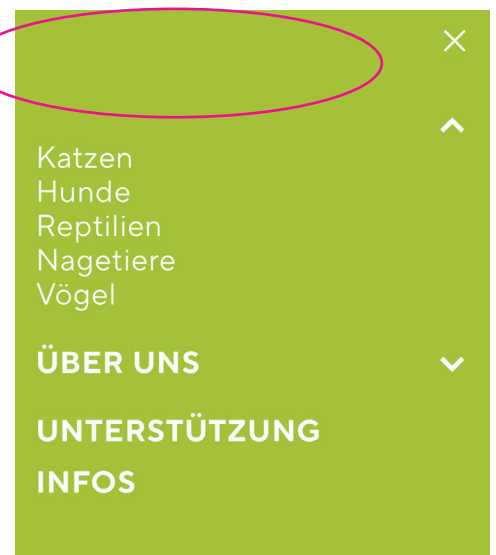 Katzen
Hunde
Reptilien
Nagetiere
Vögel
ÜBER UNS
UNTERSTÜTZUNG
INFOS